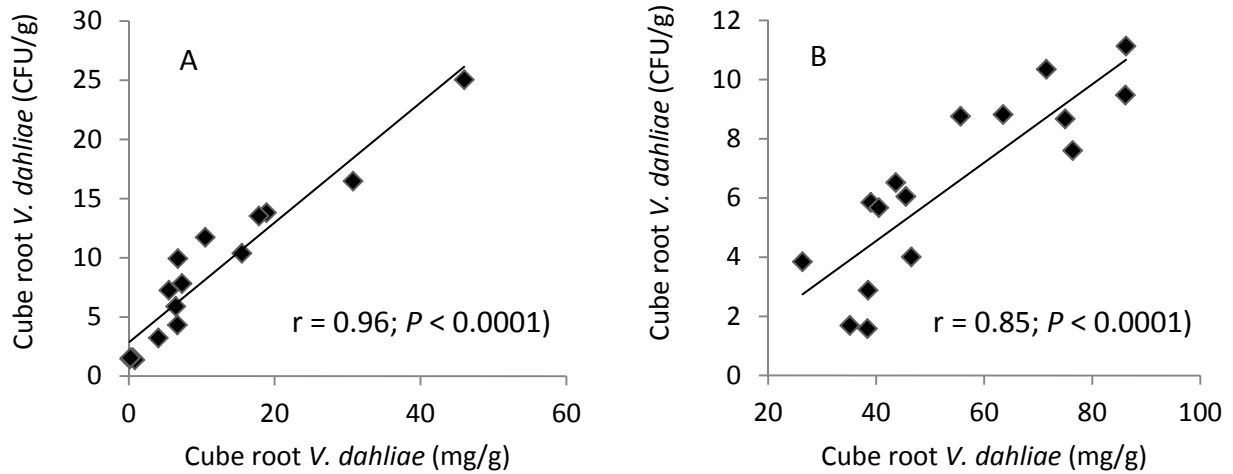 Cube root V. dahliae (CFU/g)
30
25
20
15
10
5
0
A
r = 0.96; P < 0.0001)
0 20 40 60
Cube root V. dahliae (mg/g)
Cube root V. dahliae (CFU/g)
12
10
8
6
4
2
0
B
r = 0.85; P < 0.0001)
20 40 60 80 100
Cube root V. dahliae (mg/g)